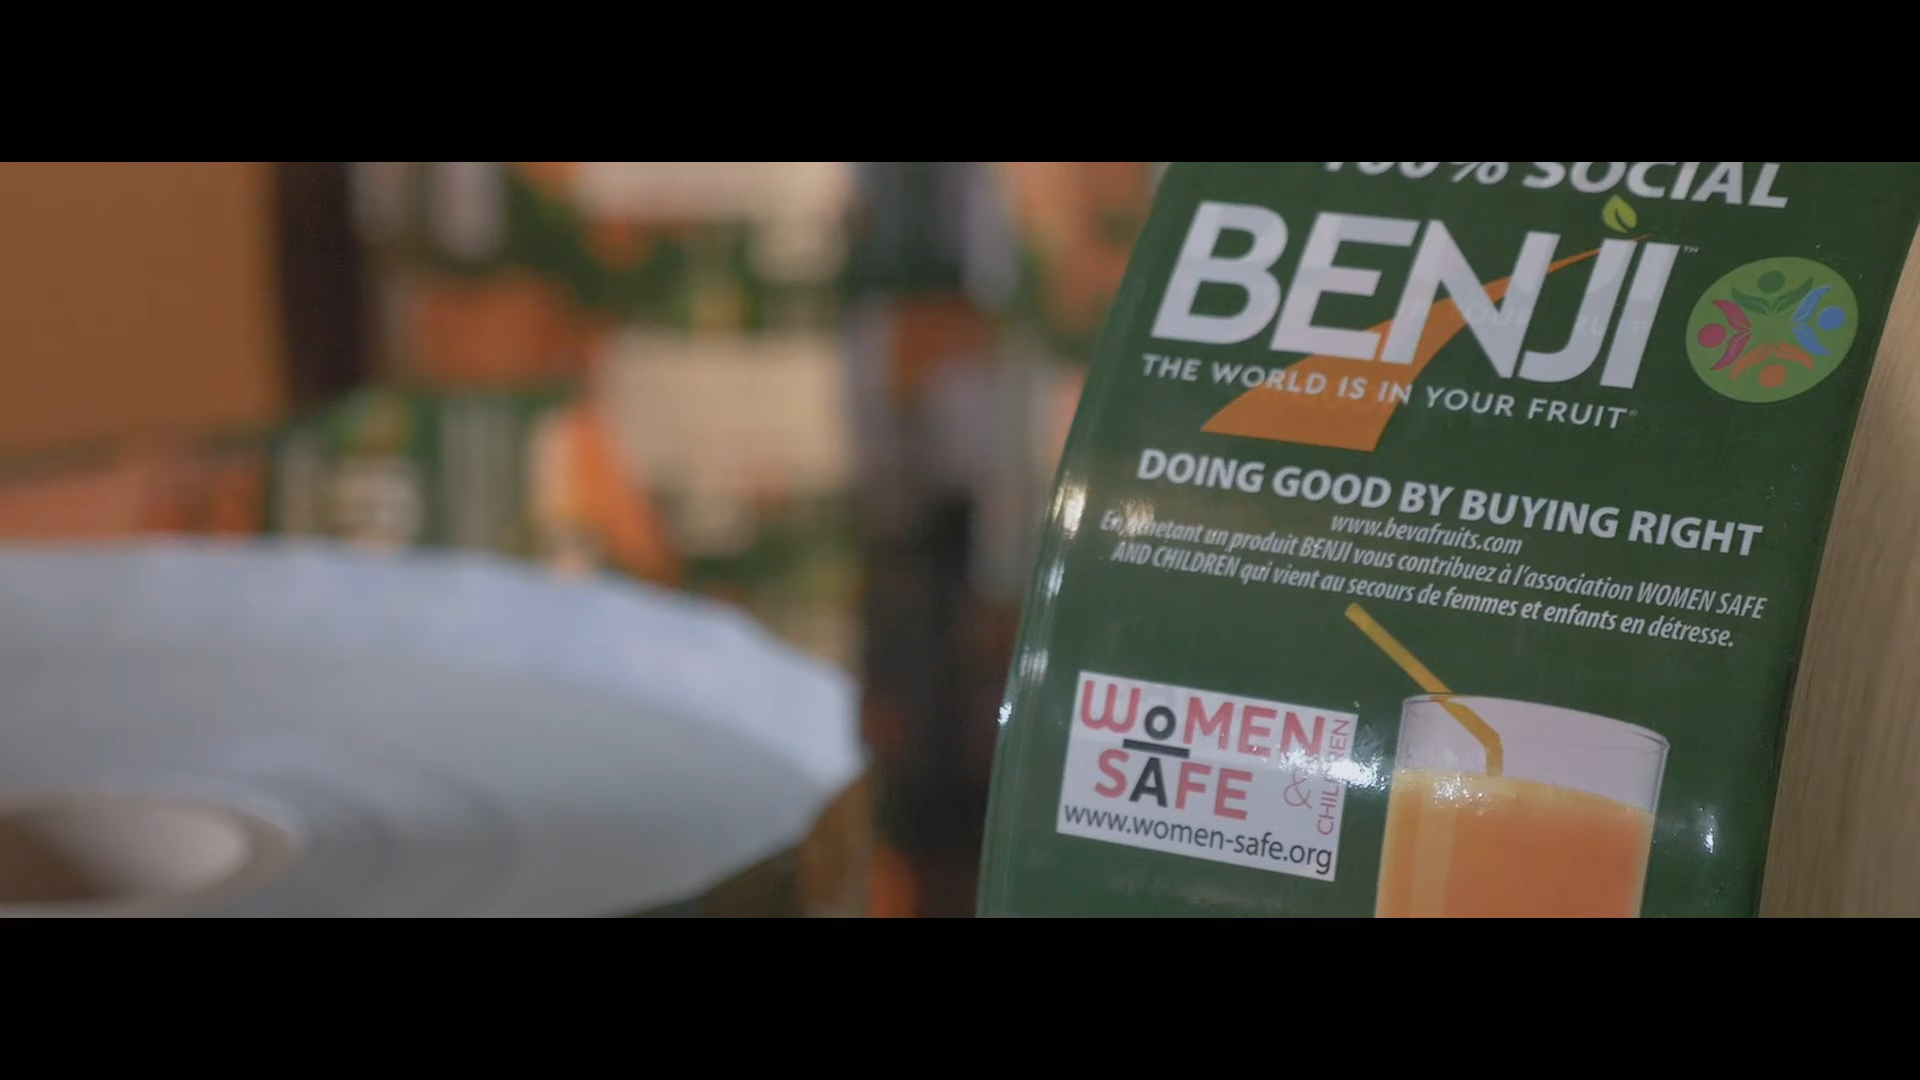 100% SOCIAL
BENJI™
THE WORLD IS IN YOUR FRUIT
DOING GOOD BY BUYING RIGHT
www.bevafruits.com
En achetant un produit BENJI vous contribuez à l'association WOMEN SAFE
AND CHILDREN qui vient au secours de femmes et enfants en détresse.
WoMEN
SAFE
& CHILDREN
www.women-safe.org